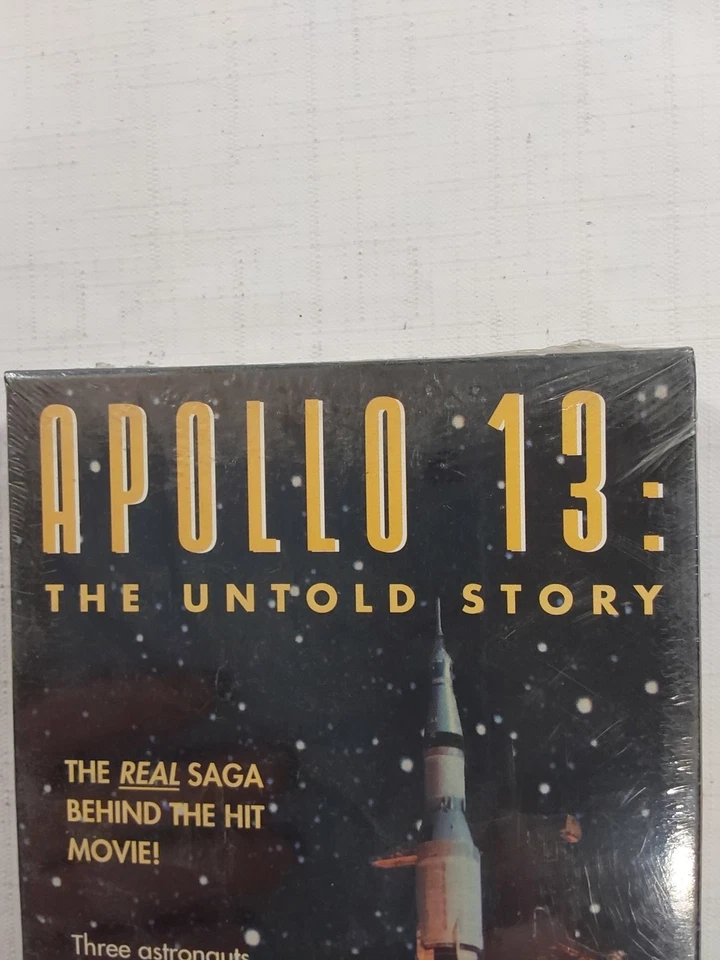 APOLLO 13:
THE UNTOLD STORY
THE REAL SAGA
BEHIND THE HIT
MOVIE!
Three astronauts